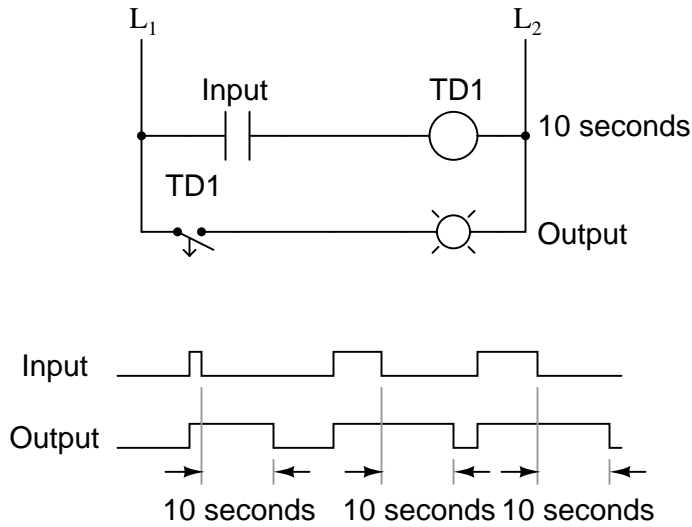 L1 L2
Input TD1
10 seconds
TD1
Output
Input
Output
10 seconds 10 seconds 10 seconds